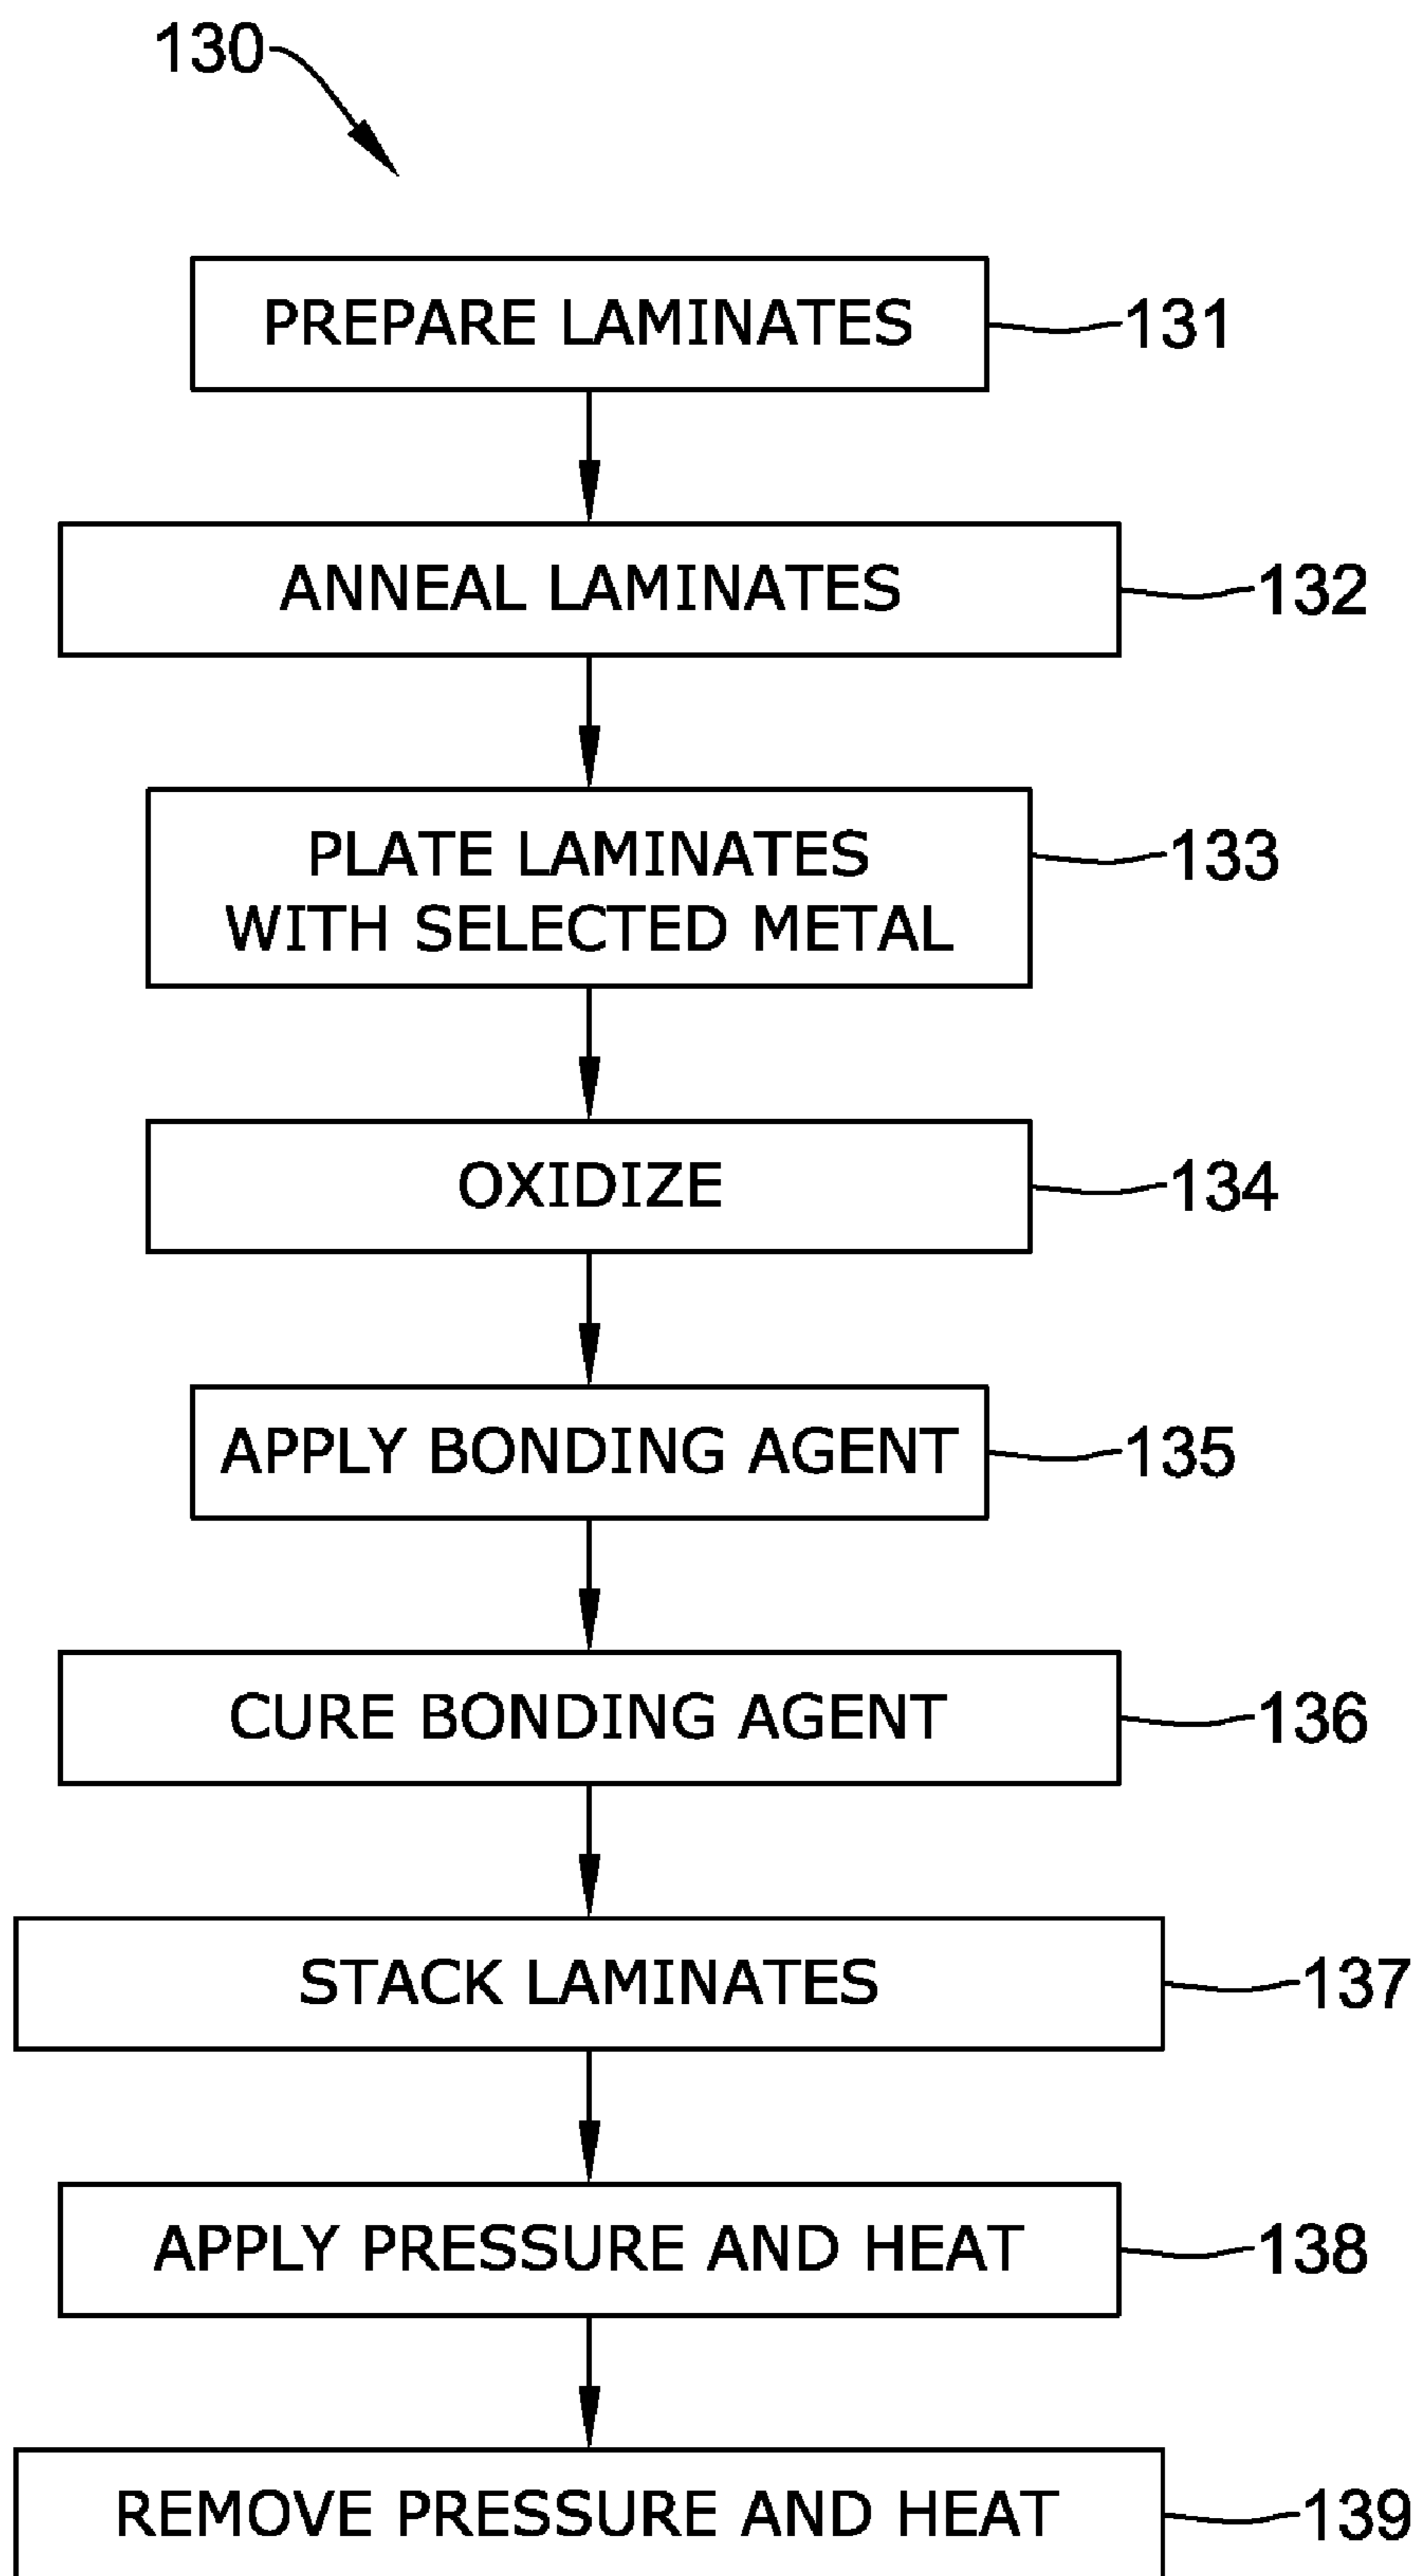 130
PREPARE LAMINATES 131
ANNEAL LAMINATES 132
PLATE LAMINATES 133
WITH SELECTED METAL
OXIDIZE 134
APPLY BONDING AGENT 135
CURE BONDING AGENT 136
STACK LAMINATES 137
APPLY PRESSURE AND HEAT 138
REMOVE PRESSURE AND HEAT 139